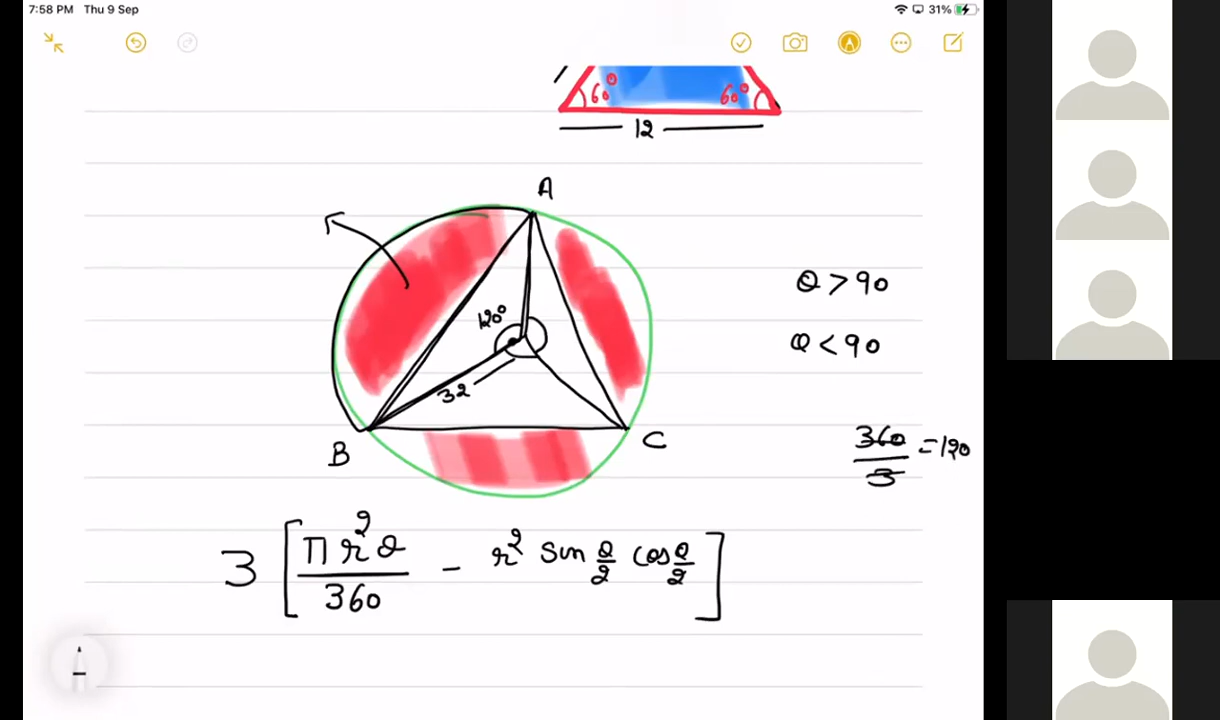 7:58 PM Thu 9 Sep
31%
60°
60°
12
A
120°
θ > 90
θ < 90
32
B
C
360/3 = 120
3 [ πr²θ/360 - r² sin θ/2 cos θ/2 ]